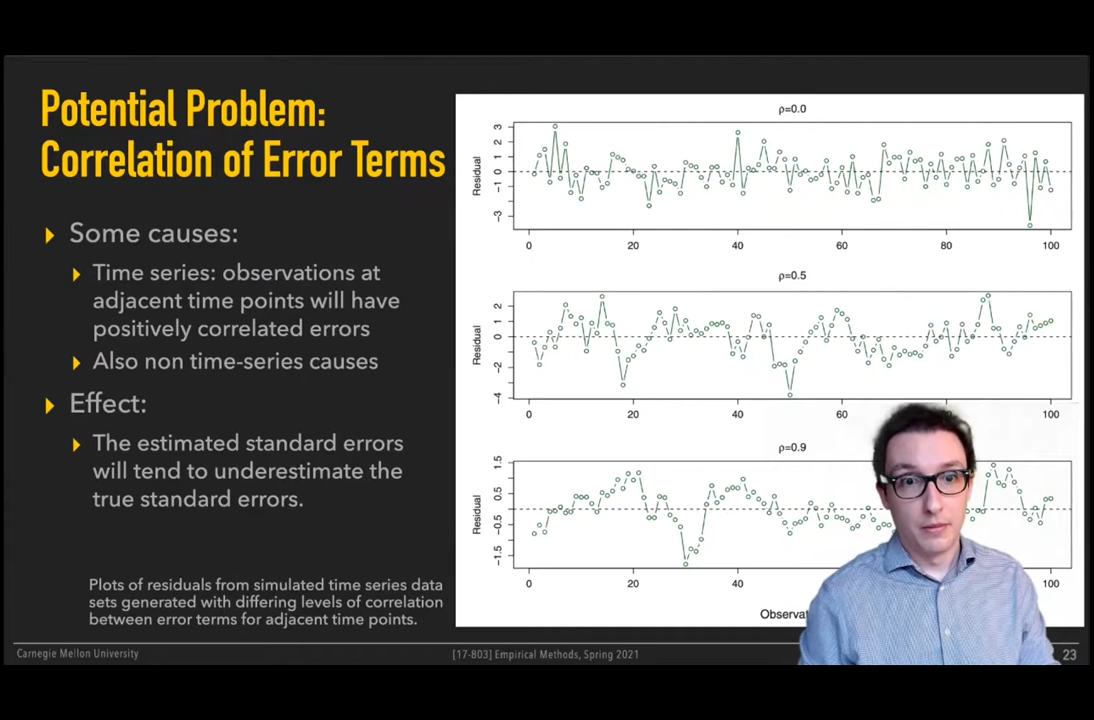 Potential Problem:
Correlation of Error Terms
Some causes:
Time series: observations at
adjacent time points will have
positively correlated errors
Also non time-series causes
Effect:
The estimated standard errors
will tend to underestimate the
true standard errors.
Plots of residuals from simulated time series data
sets generated with differing levels of correlation
between error terms for adjacent time points.
ρ=0.0
Residual
3
2
1
0
-1
-3
0 20 40 60 80 100
ρ=0.5
Residual
2
1
0
-2
-4
0 20 40 60 80 100
ρ=0.9
Residual
1.5
0.5
-0.5
-1.5
0 20 40 100
Carnegie Mellon University
[17-803] Empirical Methods, Spring 2021
23